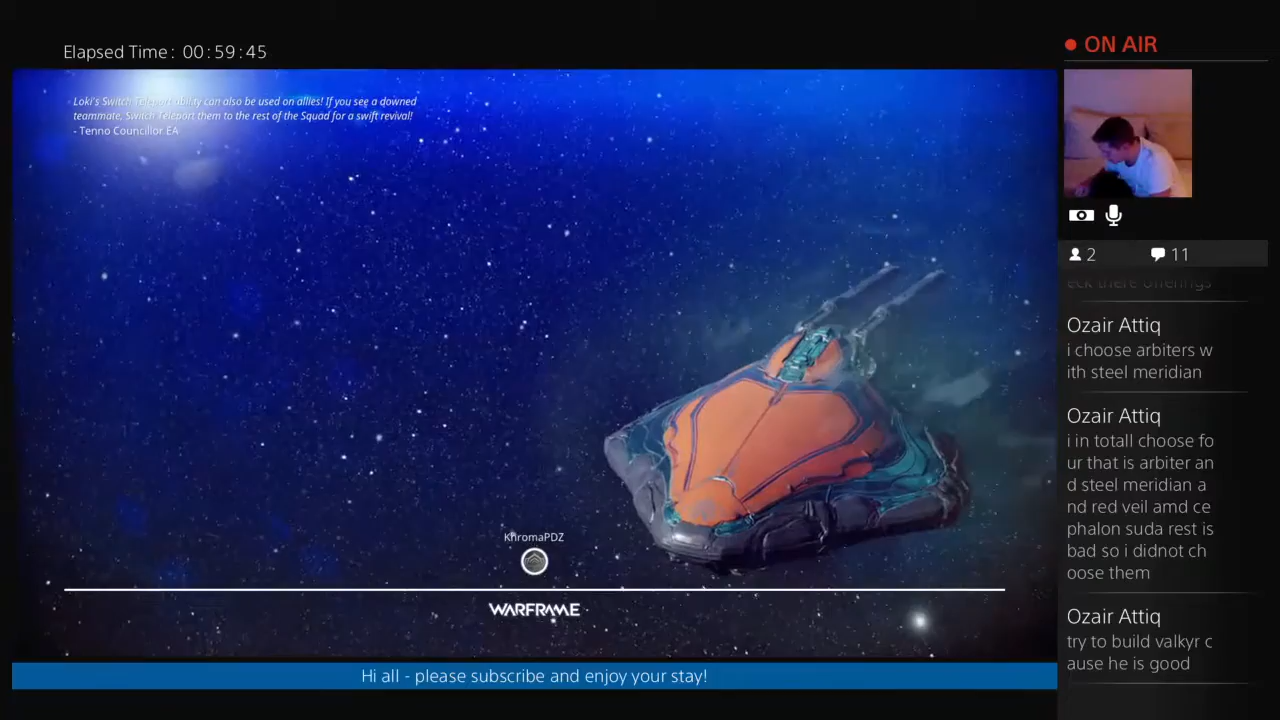 Elapsed Time: 00:59:45
ON AIR
Loki's Switch Teleport ability can also be used on allies! If you see a downed
teammate, Switch Teleport them to the rest of the Squad for a swift revival!
- Tenno Councillor EA
2
11
eck there offerings
Ozair Attiq
i choose arbiters w
ith steel meridian
Ozair Attiq
i in totall choose fo
ur that is arbiter an
d steel meridian a
nd red veil amd ce
phalon suda rest is
bad so i didnot ch
oose them
Ozair Attiq
try to build valkyr c
ause he is good
KhromaPDZ
WARFRAME
Hi all - please subscribe and enjoy your stay!